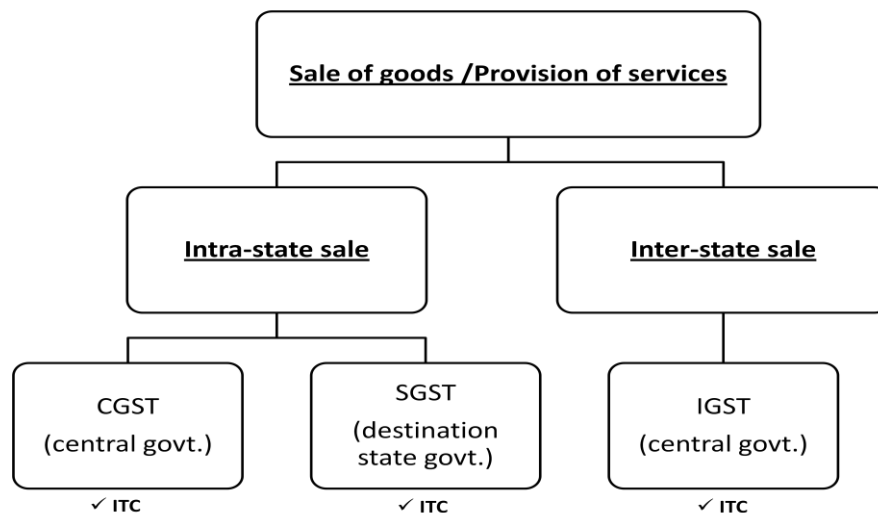 Sale of goods /Provision of services
Intra-state sale
Inter-state sale
CGST
(central govt.)
SGST
(destination
state govt.)
IGST
(central govt.)
✓ ITC
✓ ITC
✓ ITC